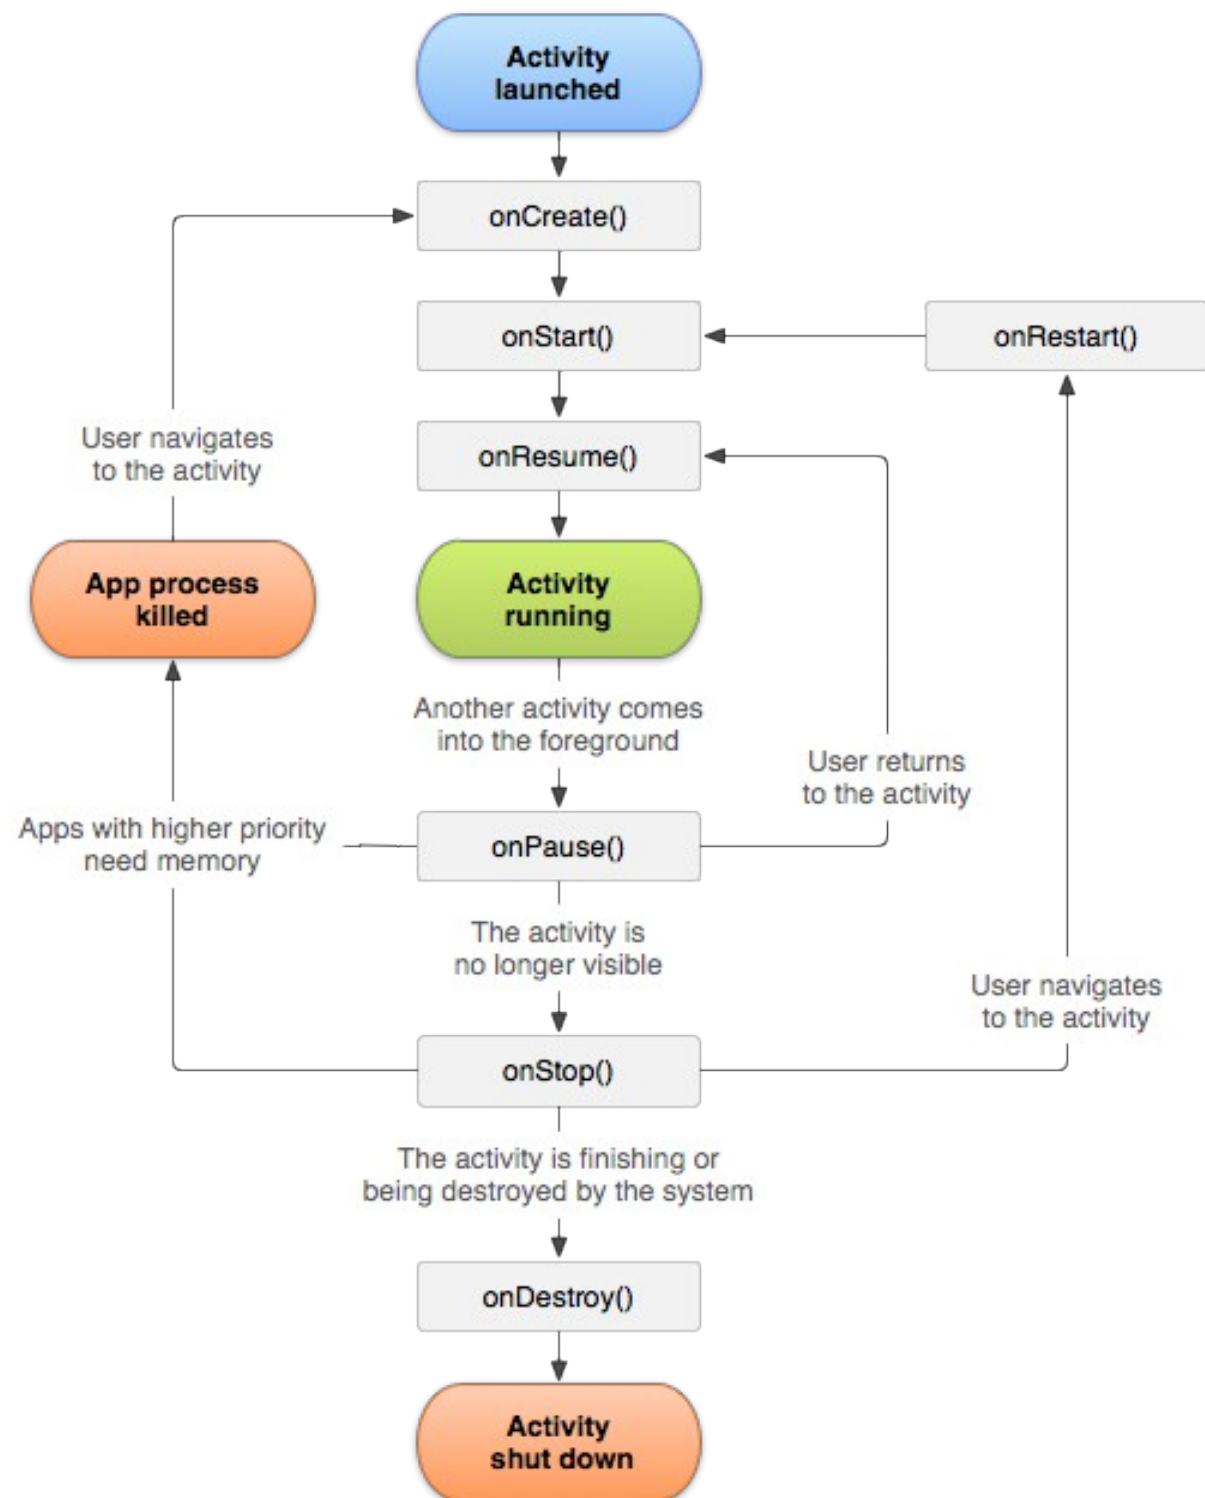 Activity
launched
onCreate()
onStart()
onRestart()
User navigates
to the activity
onResume()
App process
killed
Activity
running
Another activity comes
into the foreground
User returns
to the activity
Apps with higher priority
need memory
onPause()
The activity is
no longer visible
User navigates
to the activity
onStop()
The activity is finishing or
being destroyed by the system
onDestroy()
Activity
shut down